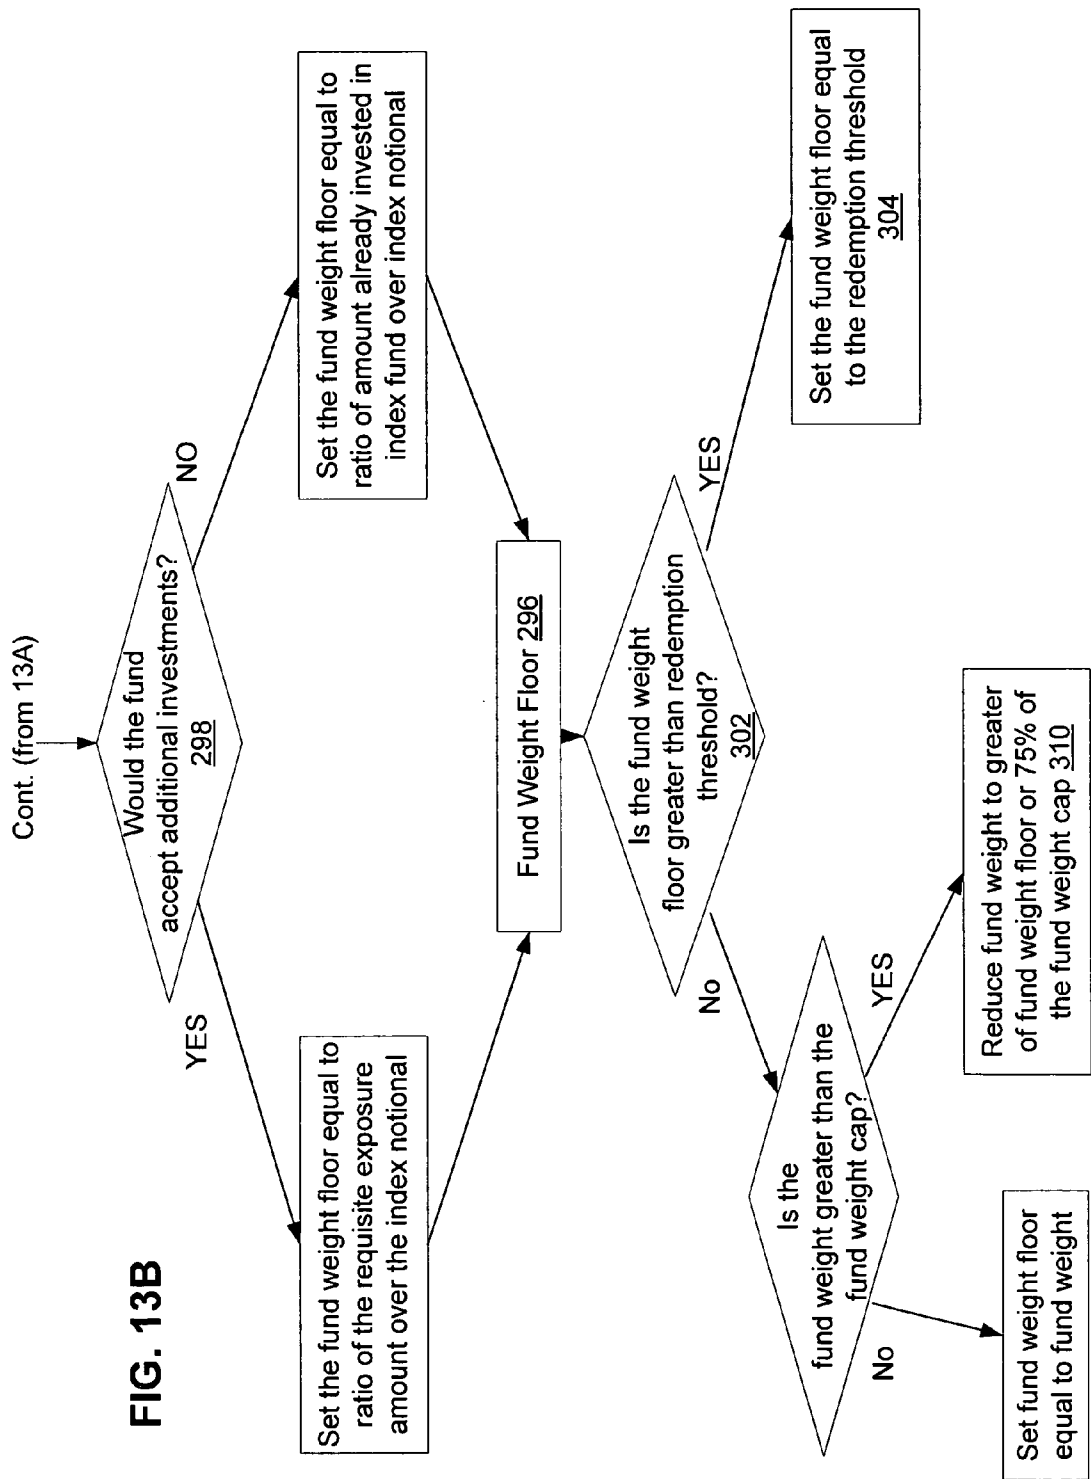 Cont. (from 13A)
FIG. 13B
Would the fund
accept additional investments?
298
YES
NO
Set the fund weight floor equal to
ratio of the requisite exposure
amount over the index notional
Set the fund weight floor equal to
ratio of amount already invested in
index fund over index notional
Fund Weight Floor 296
Is the fund weight
floor greater than redemption
threshold?
302
No
YES
Is the
fund weight greater than the
fund weight cap?
Set the fund weight floor equal
to the redemption threshold
304
No
YES
Set fund weight floor
equal to fund weight
Reduce fund weight to greater
of fund weight floor or 75% of
the fund weight cap 310